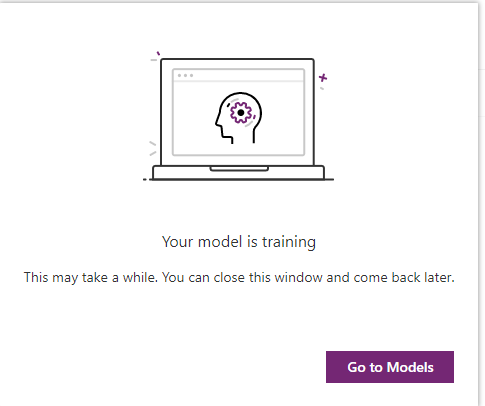 Your model is training
This may take a while. You can close this window and come back later.
Go to Models